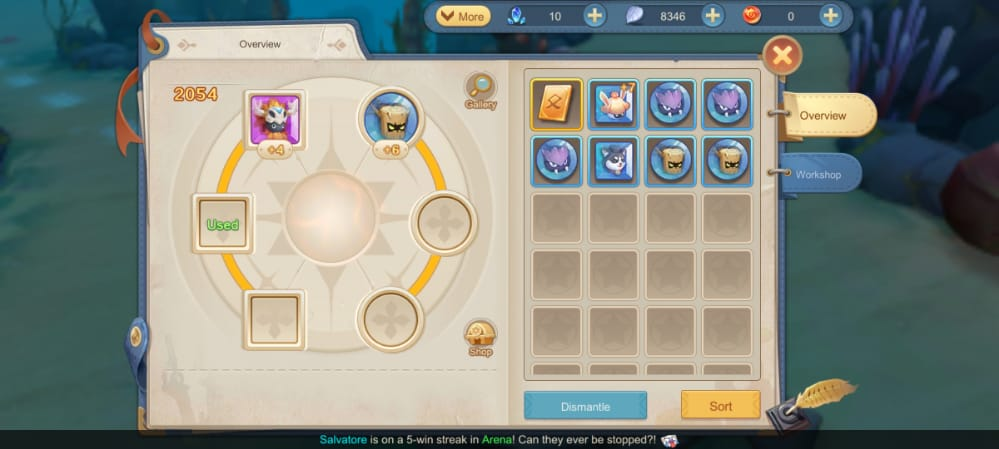 More
10
8346
0
Overview
2054
Gallery
+4
+6
Overview
Workshop
Used
Shop
Dismantle
Sort
Salvatore is on a 5-win streak in Arena! Can they ever be stopped?!